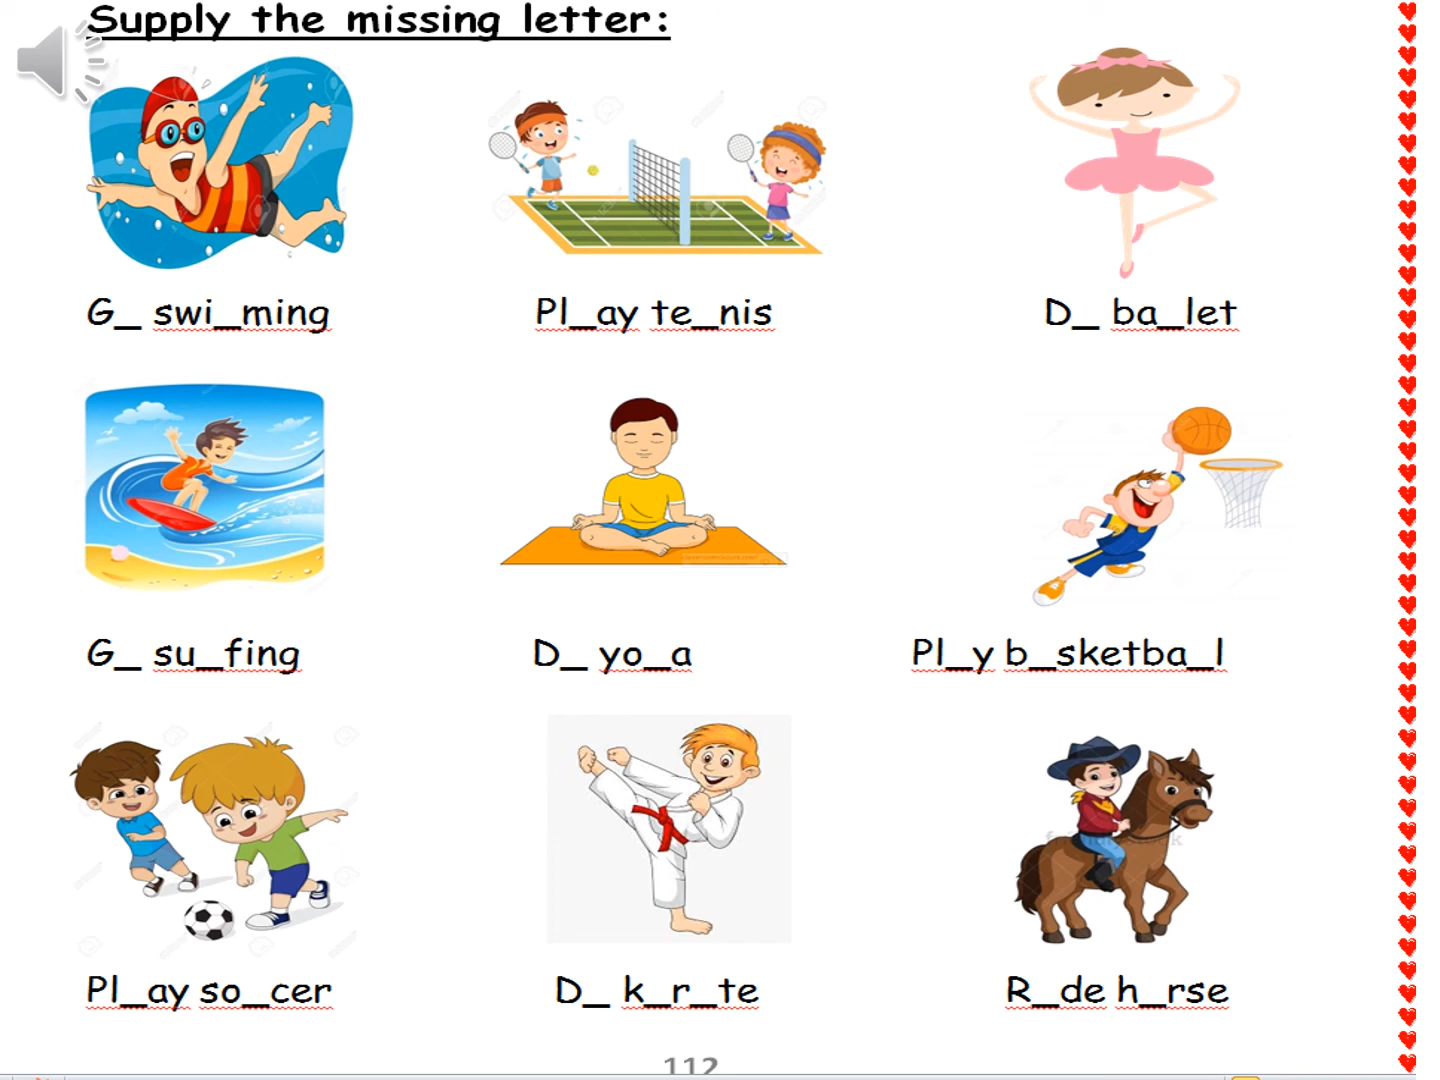 Supply the missing letter:
G_ swi_ming Pl_ay te_nis D_ ba_let
G_ su_fing D_ yo_a Pl_y b_sketba_l
Pl_ay so_cer D_ k_r_te R_de h_rse
112